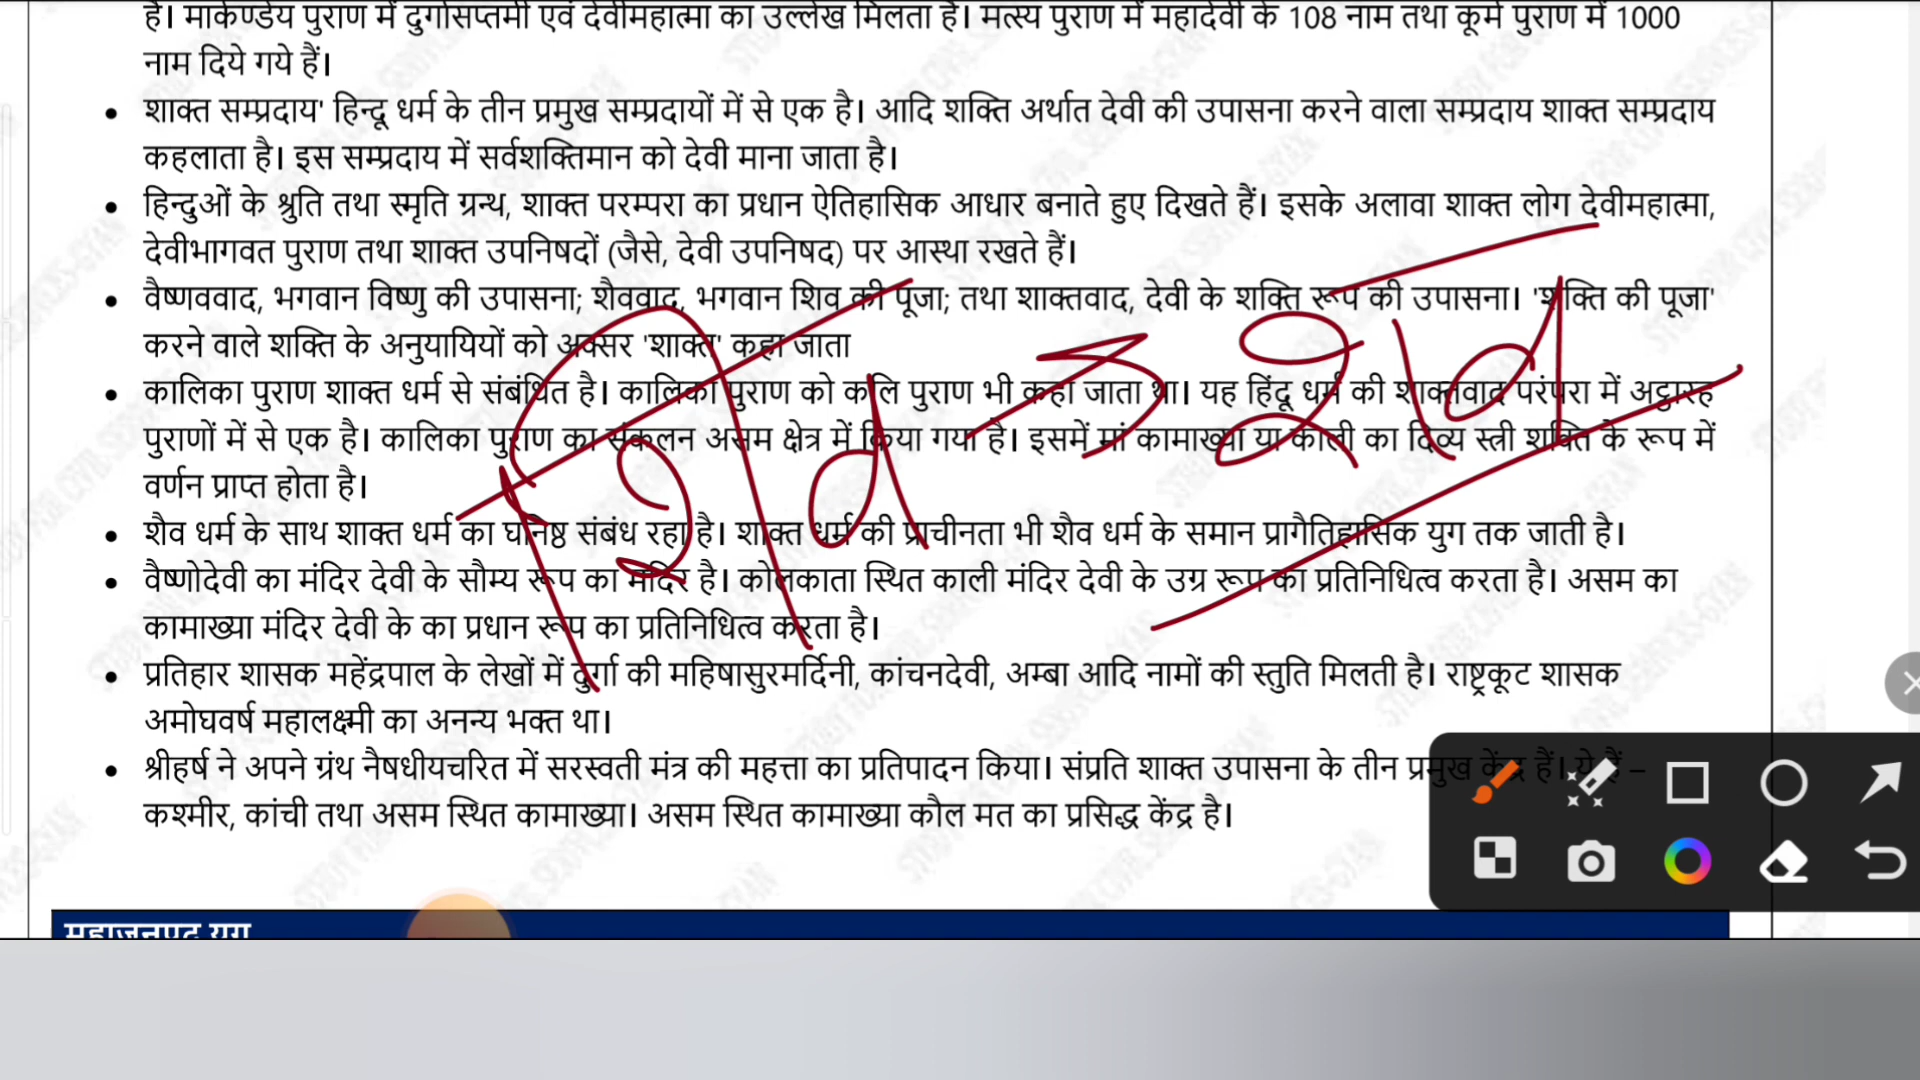 है। मार्कण्डेय पुराण में दुर्गासप्तमी एवं देवीमहात्मा का उल्लेख मिलता है। मत्स्य पुराण में महादेवी के 108 नाम तथा कूर्म पुराण में 1000
नाम दिये गये हैं।
• शाक्त सम्प्रदाय' हिन्दू धर्म के तीन प्रमुख सम्प्रदायों में से एक है। आदि शक्ति अर्थात देवी की उपासना करने वाला सम्प्रदाय शाक्त सम्प्रदाय
कहलाता है। इस सम्प्रदाय में सर्वशक्तिमान को देवी माना जाता है।
• हिन्दुओं के श्रुति तथा स्मृति ग्रन्थ, शाक्त परम्परा का प्रधान ऐतिहासिक आधार बनाते हुए दिखते हैं। इसके अलावा शाक्त लोग देवीमहात्मा,
देवीभागवत पुराण तथा शाक्त उपनिषदों (जैसे, देवी उपनिषद) पर आस्था रखते हैं।
• वैष्णववाद, भगवान विष्णु की उपासना; शैववाद, भगवान शिव की पूजा; तथा शाक्तवाद, देवी के शक्ति रूप की उपासना। 'शक्ति की पूजा'
करने वाले शक्ति के अनुयायियों को अक्सर 'शाक्त' कहा जाता
• कालिका पुराण शाक्त धर्म से संबंधित है। कालिका पुराण को कलि पुराण भी कहा जाता था। यह हिंदू धर्म की शाक्तवाद परंपरा में अट्ठारह
पुराणों में से एक है। कालिका पुराण का संकलन असम क्षेत्र में किया गया है। इसमें मां कामाख्या या काली का दिव्य स्त्री शक्ति के रूप में
वर्णन प्राप्त होता है।
• शैव धर्म के साथ शाक्त धर्म का घनिष्ठ संबंध रहा है। शाक्त धर्म की प्राचीनता भी शैव धर्म के समान प्रागैतिहासिक युग तक जाती है।
• वैष्णोदेवी का मंदिर देवी के सौम्य रूप का मंदिर है। कोलकाता स्थित काली मंदिर देवी के उग्र रूप का प्रतिनिधित्व करता है। असम का
कामाख्या मंदिर देवी के का प्रधान रूप का प्रतिनिधित्व करता है।
• प्रतिहार शासक महेंद्रपाल के लेखों में दुर्गा की महिषासुरमर्दिनी, कांचनदेवी, अम्बा आदि नामों की स्तुति मिलती है। राष्ट्रकूट शासक
अमोघवर्ष महालक्ष्मी का अनन्य भक्त था।
• श्रीहर्ष ने अपने ग्रंथ नैषधीयचरित में सरस्वती मंत्र की महत्ता का प्रतिपादन किया। संप्रति शाक्त उपासना के तीन प्रमुख केंद्र हैं। ये हैं –
कश्मीर, कांची तथा असम स्थित कामाख्या। असम स्थित कामाख्या कौल मत का प्रसिद्ध केंद्र है।
महाजनपद युग